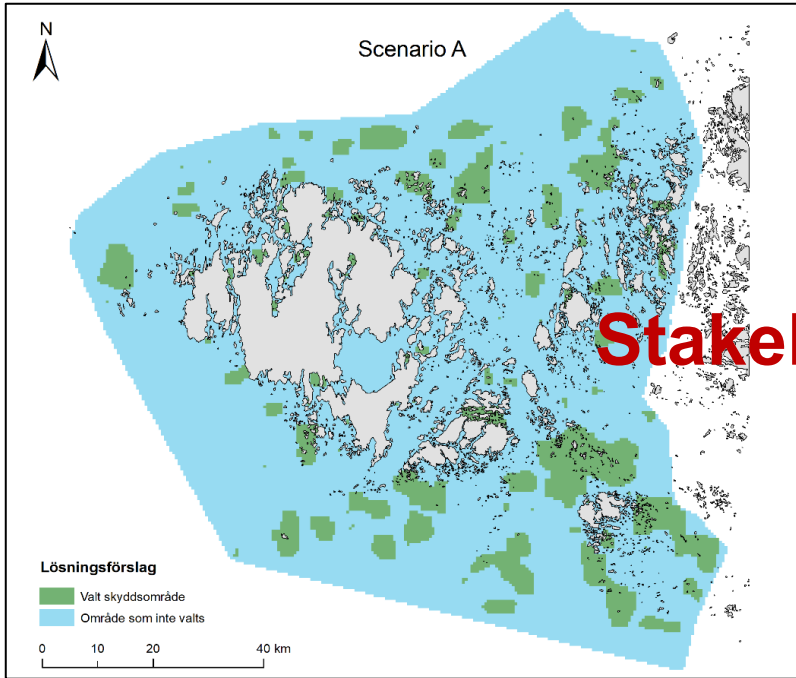 N
Scenario A
Stakel
Lösningsförslag
Valt skyddsområde
Område som inte valts
0 10 20 40 km